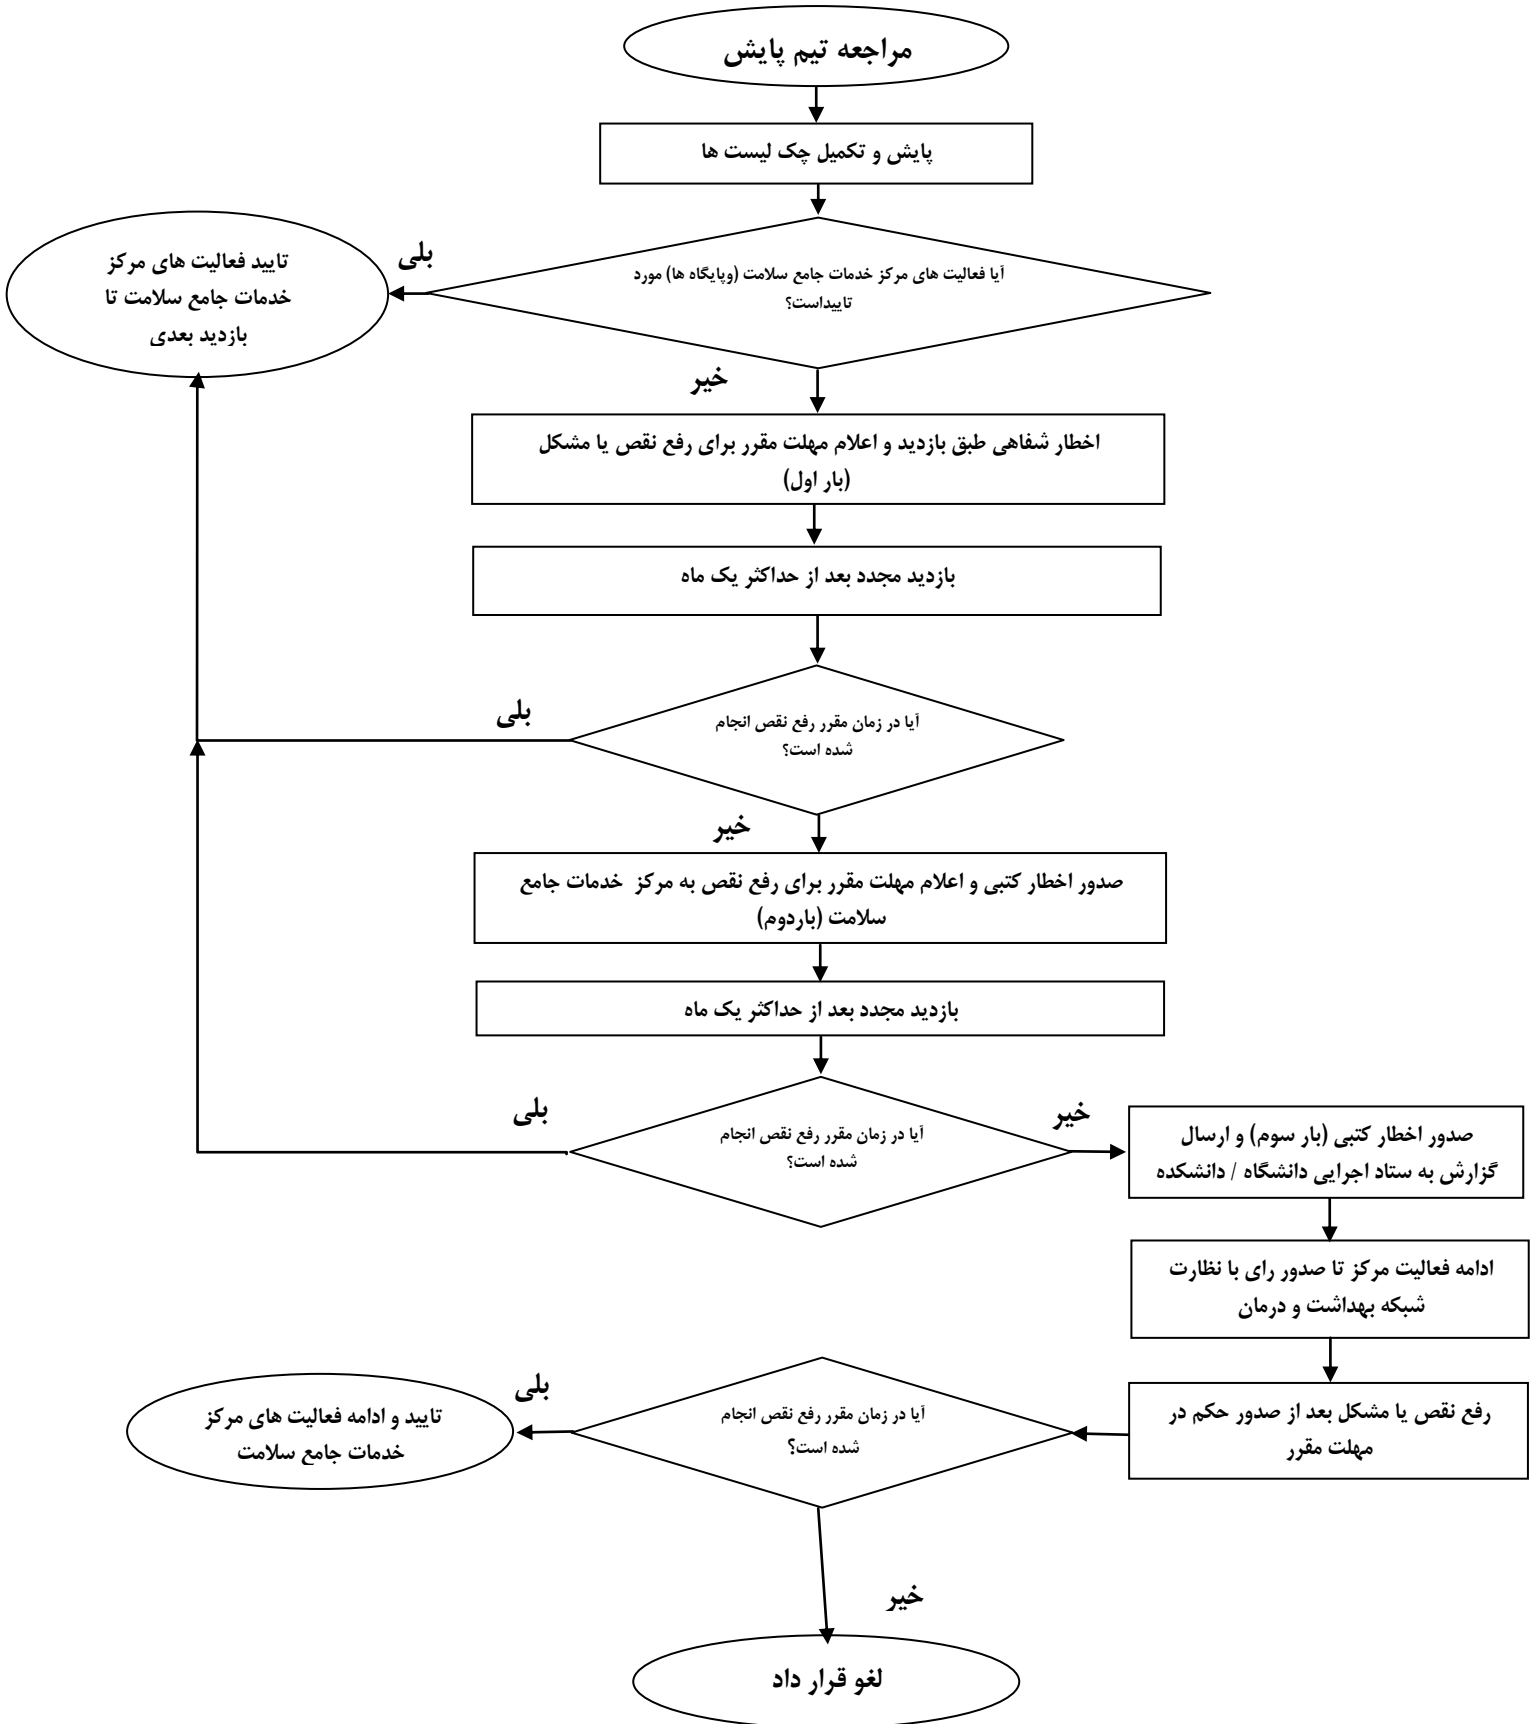 مراجعه تیم پایش
پایش و تکمیل چک لیست ها
آیا فعالیت های مرکز خدمات جامع سلامت (وپایگاه ها) مورد
تاییداست؟
بلی
تایید فعالیت های مرکز
خدمات جامع سلامت تا
بازدید بعدی
خیر
اخطار شفاهی طبق بازدید و اعلام مهلت مقرر برای رفع نقص یا مشکل
(بار اول)
بازدید مجدد بعد از حداکثر یک ماه
آیا در زمان مقرر رفع نقص انجام
شده است؟
بلی
خیر
صدور اخطار کتبی و اعلام مهلت مقرر برای رفع نقص به مرکز خدمات جامع
سلامت (باردوم)
بازدید مجدد بعد از حداکثر یک ماه
آیا در زمان مقرر رفع نقص انجام
شده است؟
بلی
خیر
صدور اخطار کتبی (بار سوم) و ارسال
گزارش به ستاد اجرایی دانشگاه / دانشکده
ادامه فعالیت مرکز تا صدور رای با نظارت
شبکه بهداشت و درمان
رفع نقص یا مشکل بعد از صدور حکم در
مهلت مقرر
آیا در زمان مقرر رفع نقص انجام
شده است؟
بلی
تایید و ادامه فعالیت های مرکز
خدمات جامع سلامت
خیر
لغو قرار داد